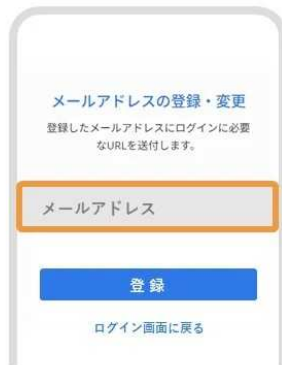 メールアドレスの登録・変更
登録したメールアドレスにログインに必要
なURLを送付します。
メールアドレス
登録
ログイン画面に戻る